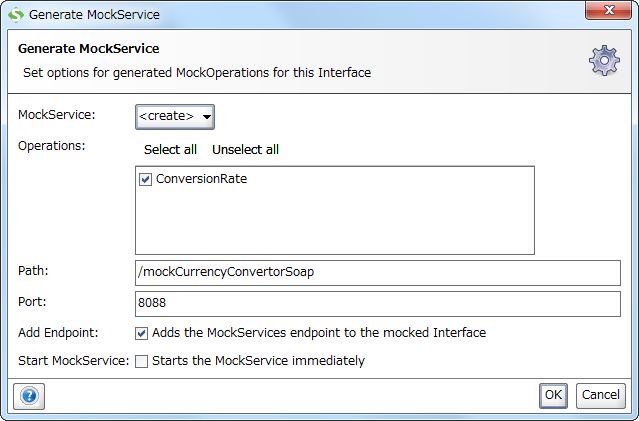 Generate MockService
Generate MockService
Set options for generated MockOperations for this Interface
MockService: <create>
Operations: Select all Unselect all
ConversionRate
Path: /mockCurrencyConvertorSoap
Port: 8088
Add Endpoint: Adds the MockServices endpoint to the mocked Interface
Start MockService: Starts the MockService immediately
? OK Cancel